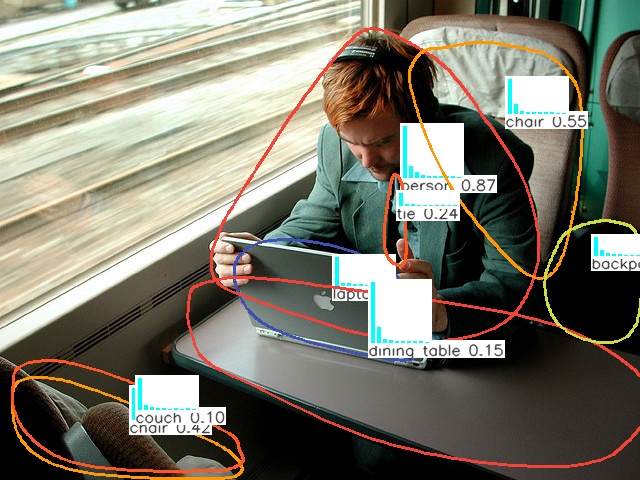 chair 0.55
person 0.87
tie 0.24
backpa
lapto
dining table 0.15
couch 0.10
chair 0.42